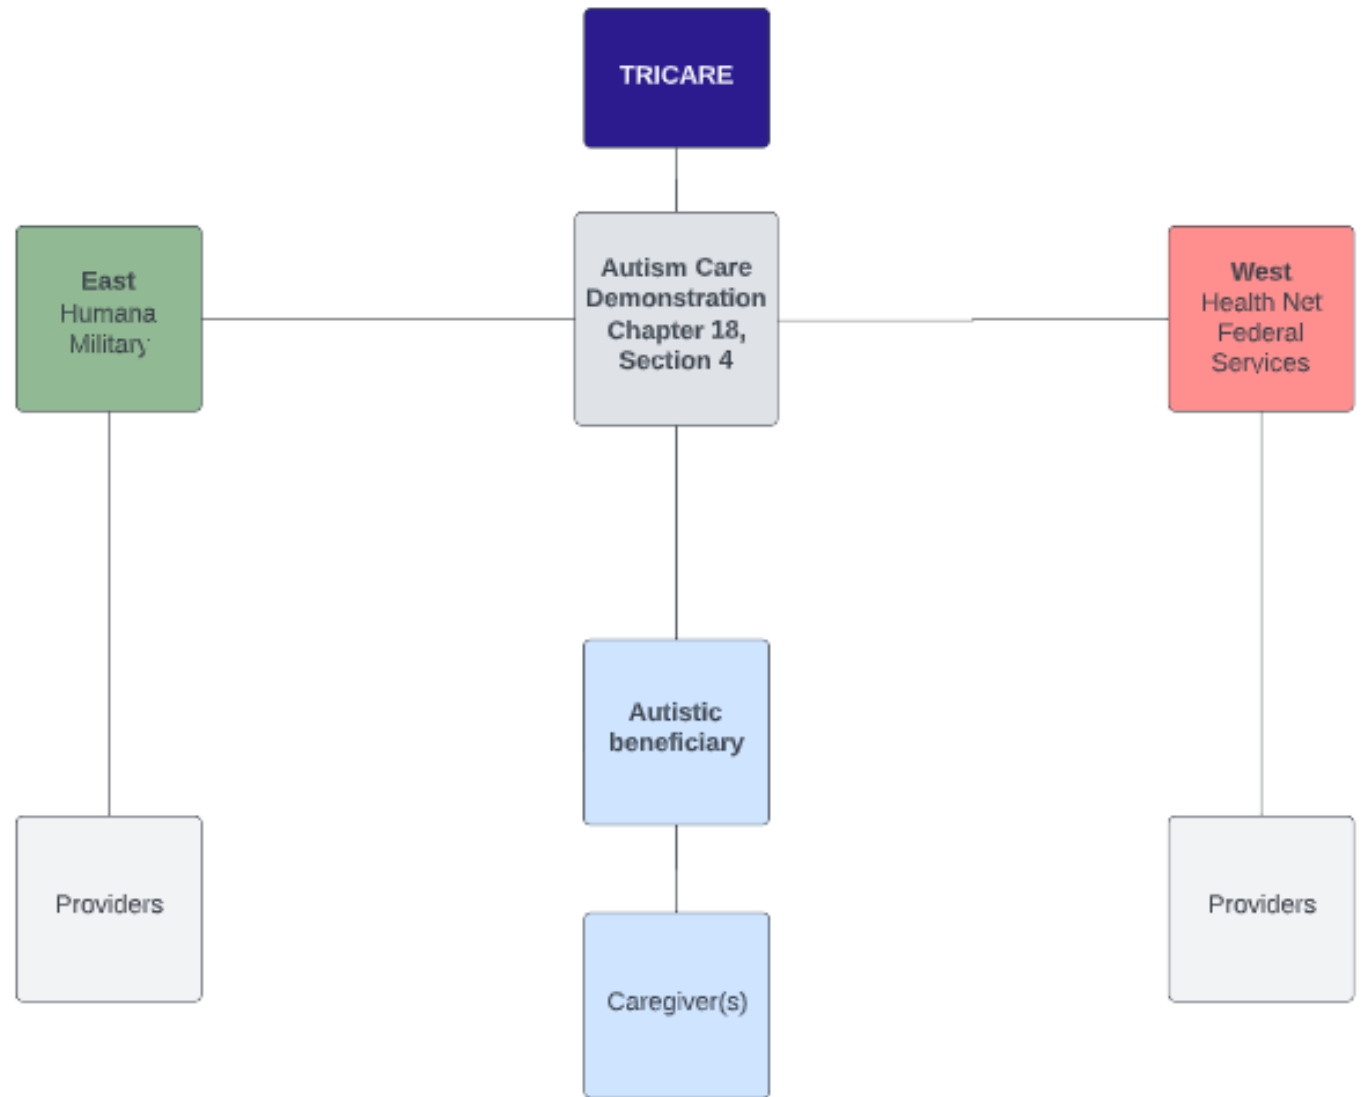 TRICARE
Autism Care
Demonstration
Chapter 18,
Section 4
East
Humana
Military
West
Health Net
Federal
Services
Autistic
beneficiary
Providers
Providers
Caregiver(s)